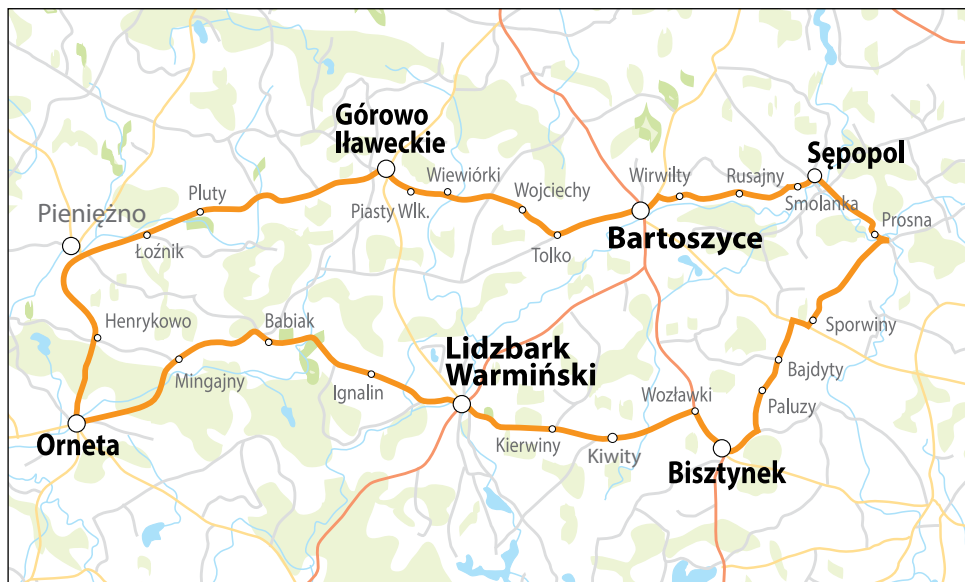 Górowo
Iławeckie
Sępopol
Wiewiórki
Wirwilty
Rusajny
Pluty
Wojciechy
Smolanka
Pieniężno
Piasty Wlk.
Prosna
Bartoszyce
Łoźnik
Tolko
Henrykowo
Babiak
Sporwiny
Lidzbark
Warmiński
Mingajny
Bajdyty
Ignalin
Wozławki
Paluzy
Orneta
Kierwiny
Kiwity
Bisztynek